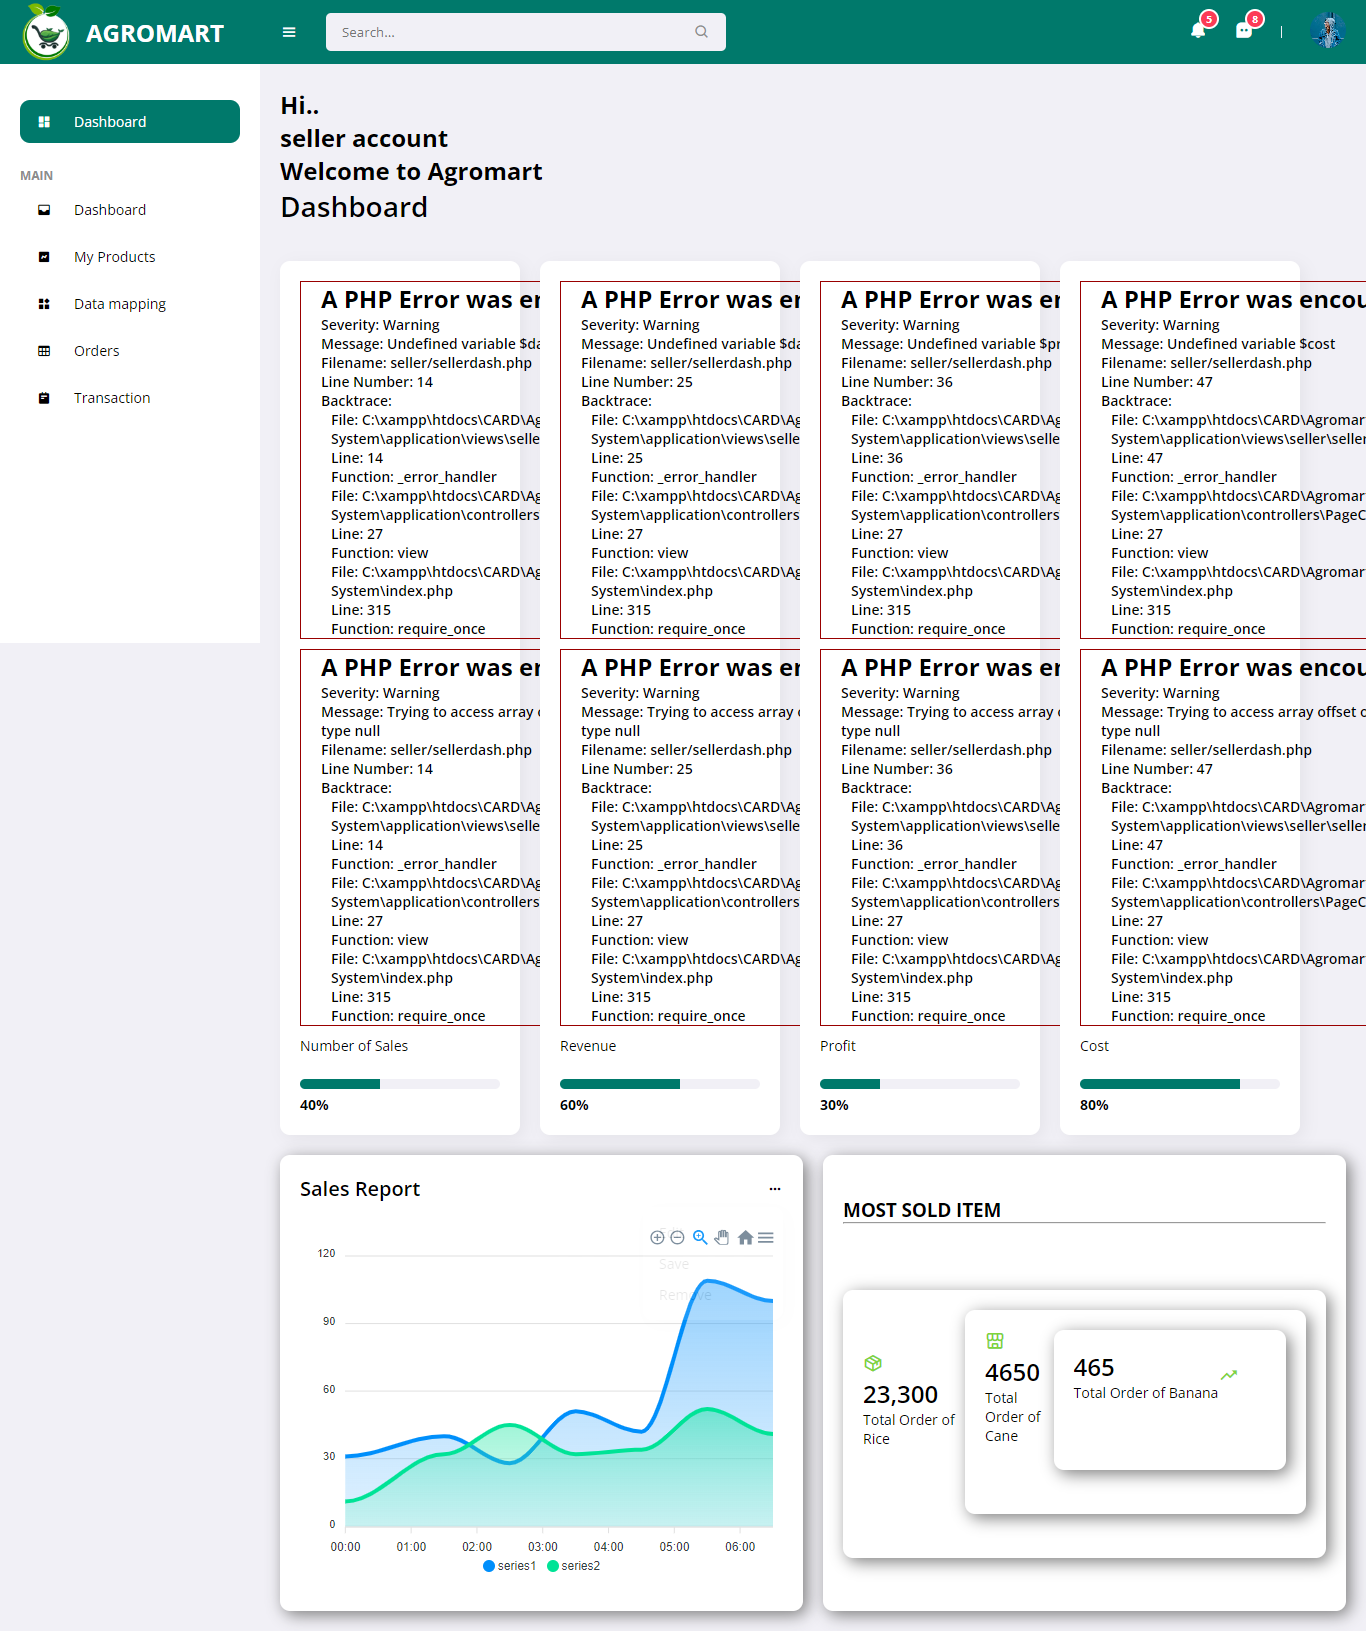 AGROMART
Search...
5
8
Dashboard
MAIN
Dashboard
My Products
Data mapping
Orders
Transaction
Hi..
seller account
Welcome to Agromart
Dashboard
A PHP Error was en
Severity: Warning
Message: Undefined variable $da
Filename: seller/sellerdash.php
Line Number: 14
Backtrace:
File: C:\xampp\htdocs\CARD\Ag
System\application\views\selle
Line: 14
Function: _error_handler
File: C:\xampp\htdocs\CARD\Ag
System\application\controllers
Line: 27
Function: view
File: C:\xampp\htdocs\CARD\Ag
System\index.php
Line: 315
Function: require_once
A PHP Error was en
Severity: Warning
Message: Trying to access array o
type null
Filename: seller/sellerdash.php
Line Number: 14
Backtrace:
File: C:\xampp\htdocs\CARD\Ag
System\application\views\selle
Line: 14
Function: _error_handler
File: C:\xampp\htdocs\CARD\Ag
System\application\controllers
Line: 27
Function: view
File: C:\xampp\htdocs\CARD\Ag
System\index.php
Line: 315
Function: require_once
Number of Sales
40%
A PHP Error was en
Severity: Warning
Message: Undefined variable $da
Filename: seller/sellerdash.php
Line Number: 25
Backtrace:
File: C:\xampp\htdocs\CARD\Ag
System\application\views\selle
Line: 25
Function: _error_handler
File: C:\xampp\htdocs\CARD\Ag
System\application\controllers
Line: 27
Function: view
File: C:\xampp\htdocs\CARD\Ag
System\index.php
Line: 315
Function: require_once
A PHP Error was en
Severity: Warning
Message: Trying to access array o
type null
Filename: seller/sellerdash.php
Line Number: 25
Backtrace:
File: C:\xampp\htdocs\CARD\Ag
System\application\views\selle
Line: 25
Function: _error_handler
File: C:\xampp\htdocs\CARD\Ag
System\application\controllers
Line: 27
Function: view
File: C:\xampp\htdocs\CARD\Ag
System\index.php
Line: 315
Function: require_once
Revenue
60%
A PHP Error was en
Severity: Warning
Message: Undefined variable $pr
Filename: seller/sellerdash.php
Line Number: 36
Backtrace:
File: C:\xampp\htdocs\CARD\Ag
System\application\views\selle
Line: 36
Function: _error_handler
File: C:\xampp\htdocs\CARD\Ag
System\application\controllers
Line: 27
Function: view
File: C:\xampp\htdocs\CARD\Ag
System\index.php
Line: 315
Function: require_once
A PHP Error was en
Severity: Warning
Message: Trying to access array o
type null
Filename: seller/sellerdash.php
Line Number: 36
Backtrace:
File: C:\xampp\htdocs\CARD\Ag
System\application\views\selle
Line: 36
Function: _error_handler
File: C:\xampp\htdocs\CARD\Ag
System\application\controllers
Line: 27
Function: view
File: C:\xampp\htdocs\CARD\Ag
System\index.php
Line: 315
Function: require_once
Profit
30%
A PHP Error was encou
Severity: Warning
Message: Undefined variable $cost
Filename: seller/sellerdash.php
Line Number: 47
Backtrace:
File: C:\xampp\htdocs\CARD\Agromar
System\application\views\seller\seller
Line: 47
Function: _error_handler
File: C:\xampp\htdocs\CARD\Agromar
System\application\controllers\PageC
Line: 27
Function: view
File: C:\xampp\htdocs\CARD\Agromar
System\index.php
Line: 315
Function: require_once
A PHP Error was encou
Severity: Warning
Message: Trying to access array offset o
type null
Filename: seller/sellerdash.php
Line Number: 47
Backtrace:
File: C:\xampp\htdocs\CARD\Agromar
System\application\views\seller\seller
Line: 47
Function: _error_handler
File: C:\xampp\htdocs\CARD\Agromar
System\application\controllers\PageC
Line: 27
Function: view
File: C:\xampp\htdocs\CARD\Agromar
System\index.php
Line: 315
Function: require_once
Cost
80%
Sales Report
Save
Remove
120
90
60
30
0
00:00 01:00 02:00 03:00 04:00 05:00 06:00
series1 series2
MOST SOLD ITEM
23,300
Total Order of
Rice
4650
Total
Order of
Cane
465
Total Order of Banana